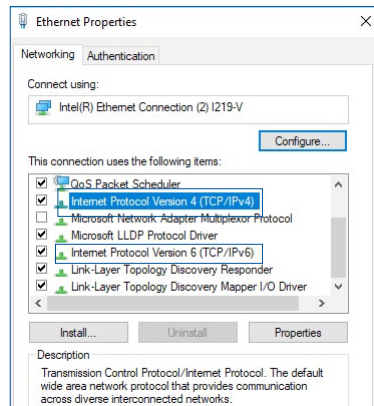 Ethernet Properties
Networking Authentication
Connect using:
Intel(R) Ethernet Connection (2) I219-V
Configure...
This connection uses the following items:
QoS Packet Scheduler
Internet Protocol Version 4 (TCP/IPv4)
Microsoft Network Adapter Multiplexor Protocol
Microsoft LLDP Protocol Driver
Internet Protocol Version 6 (TCP/IPv6)
Link-Layer Topology Discovery Responder
Link-Layer Topology Discovery Mapper I/O Driver
Install... Uninstall Properties
Description
Transmission Control Protocol/Internet Protocol. The default
wide area network protocol that provides communication
across diverse interconnected networks.